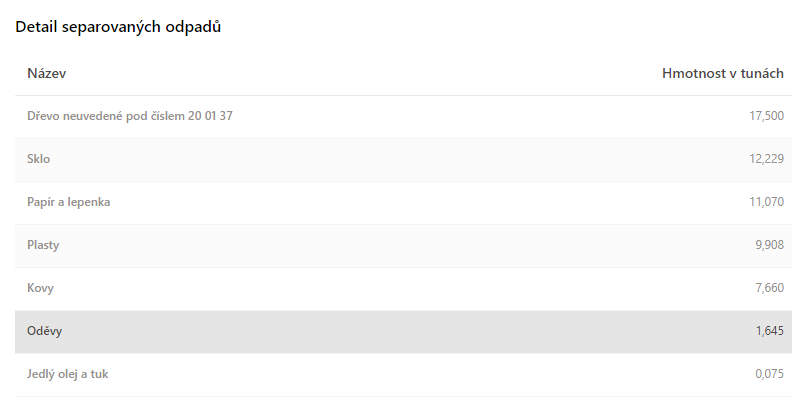 Detail separovaných odpadů
Název Hmotnost v tunách
Dřevo neuvedené pod číslem 20 01 37 17,500
Sklo 12,229
Papír a lepenka 11,070
Plasty 9,908
Kovy 7,660
Oděvy 1,645
Jedlý olej a tuk 0,075